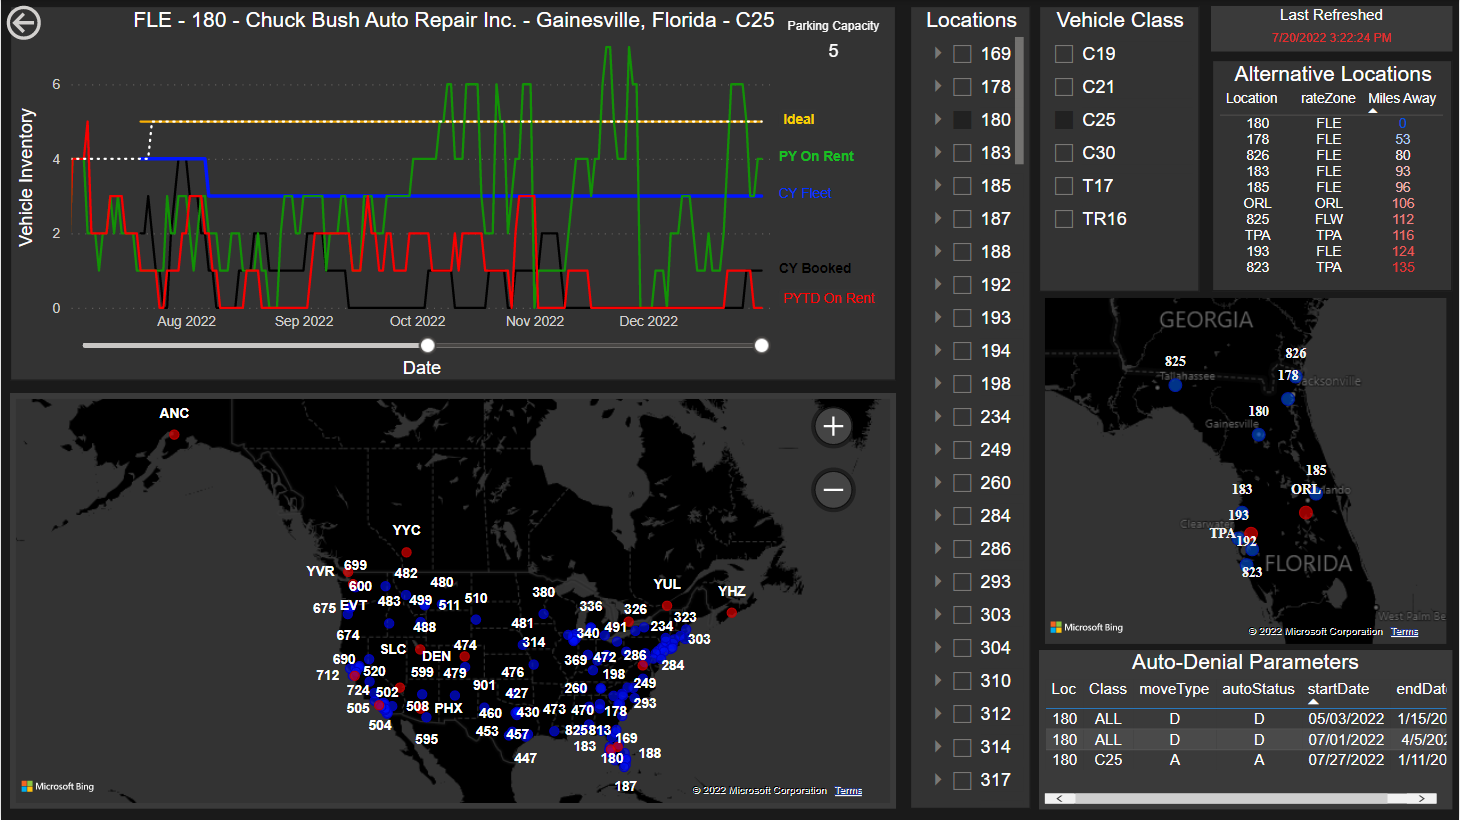 FLE - 180 - Chuck Bush Auto Repair Inc. - Gainesville, Florida - C25
Parking Capacity
5
Vehicle Inventory
6
4
2
0
Ideal
PY On Rent
CY Fleet
CY Booked
PYTD On Rent
Aug 2022
Sep 2022
Oct 2022
Nov 2022
Dec 2022
Date
ANC
YYC
YVR
699
600
482
480
675
EVT
483
499
511
510
380
336
326
YUL
YHZ
323
674
488
481
340
491
234
303
690
SLC
DEN
474
314
369
472
286
284
712
520
599
479
476
198
724
502
901
427
260
249
505
508
PHX
460
430
473
470
178
293
504
595
453
457
825
813
169
447
183
180
188
187
Microsoft Bing
© 2022 Microsoft Corporation Terms
Locations
169
178
180
183
185
187
188
192
193
194
198
234
249
260
284
286
293
303
304
310
312
314
317
Vehicle Class
C19
C21
C25
C30
T17
TR16
Last Refreshed
7/20/2022 3:22:24 PM
Alternative Locations
Location rateZone Miles Away
180 FLE 0
178 FLE 53
826 FLE 80
183 FLE 93
185 FLE 96
ORL ORL 106
825 FLW 112
TPA TPA 116
193 FLE 124
823 TPA 135
GEORGIA
825
826
Tallahassee
178
Jacksonville
180
Gainesville
185
183
ORL
Orlando
193
Clearwater
TPA
192
823
FLORIDA
West Palm Be
Microsoft Bing
© 2022 Microsoft Corporation Terms
Auto-Denial Parameters
Loc Class moveType autoStatus startDate endDat
180 ALL D D 05/03/2022 1/15/20
180 ALL D D 07/01/2022 4/5/202
180 C25 A A 07/27/2022 1/11/20